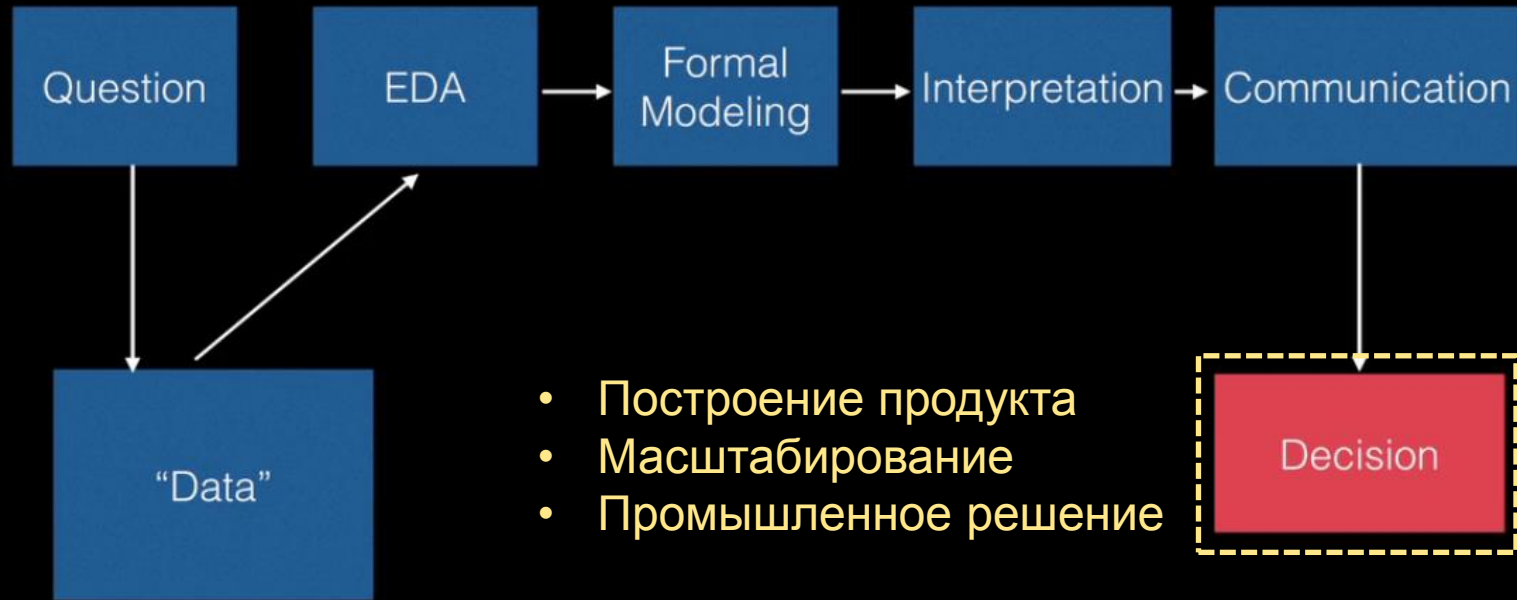 Question
EDA
Formal
Modeling
Interpretation
Communication
“Data”
• Построение продукта
• Масштабирование
• Промышленное решение
Decision